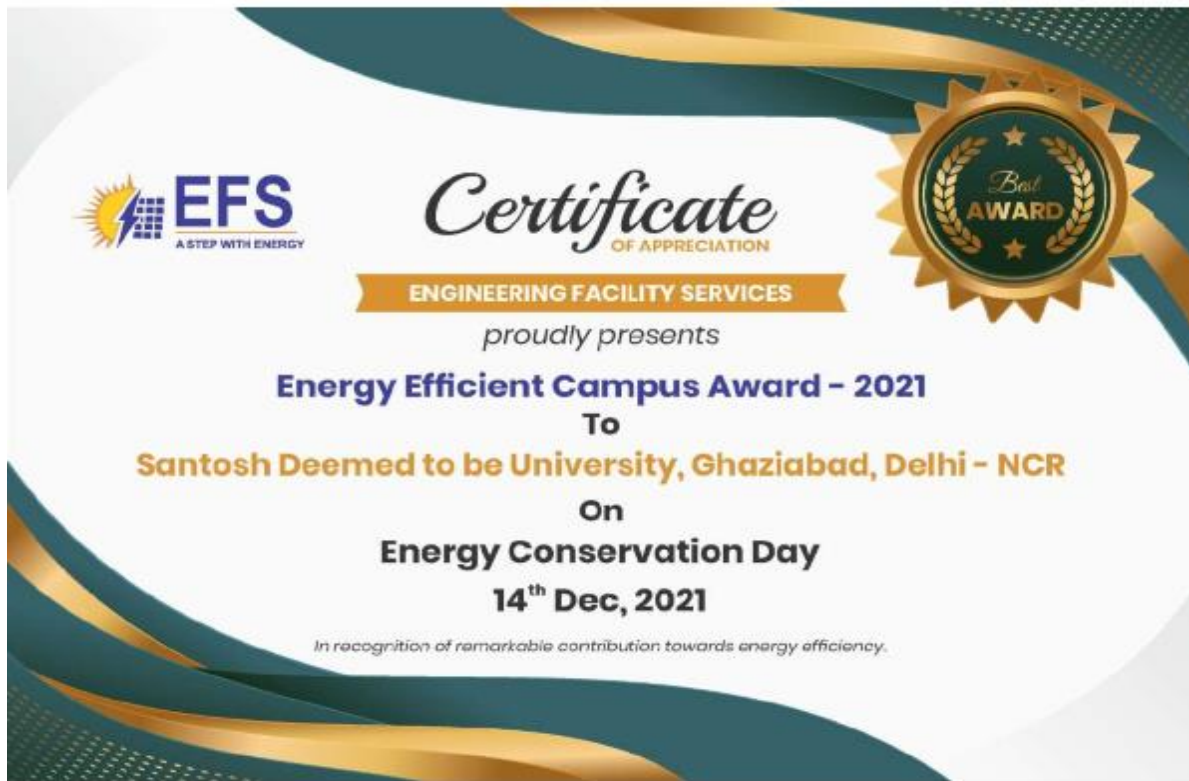 EFS
A STEP WITH ENERGY
Certificate
OF APPRECIATION
Best
AWARD
ENGINEERING FACILITY SERVICES
proudly presents
Energy Efficient Campus Award - 2021
To
Santosh Deemed to be University, Ghaziabad, Delhi - NCR
On
Energy Conservation Day
14th Dec, 2021
In recognition of remarkable contribution towards energy efficiency.